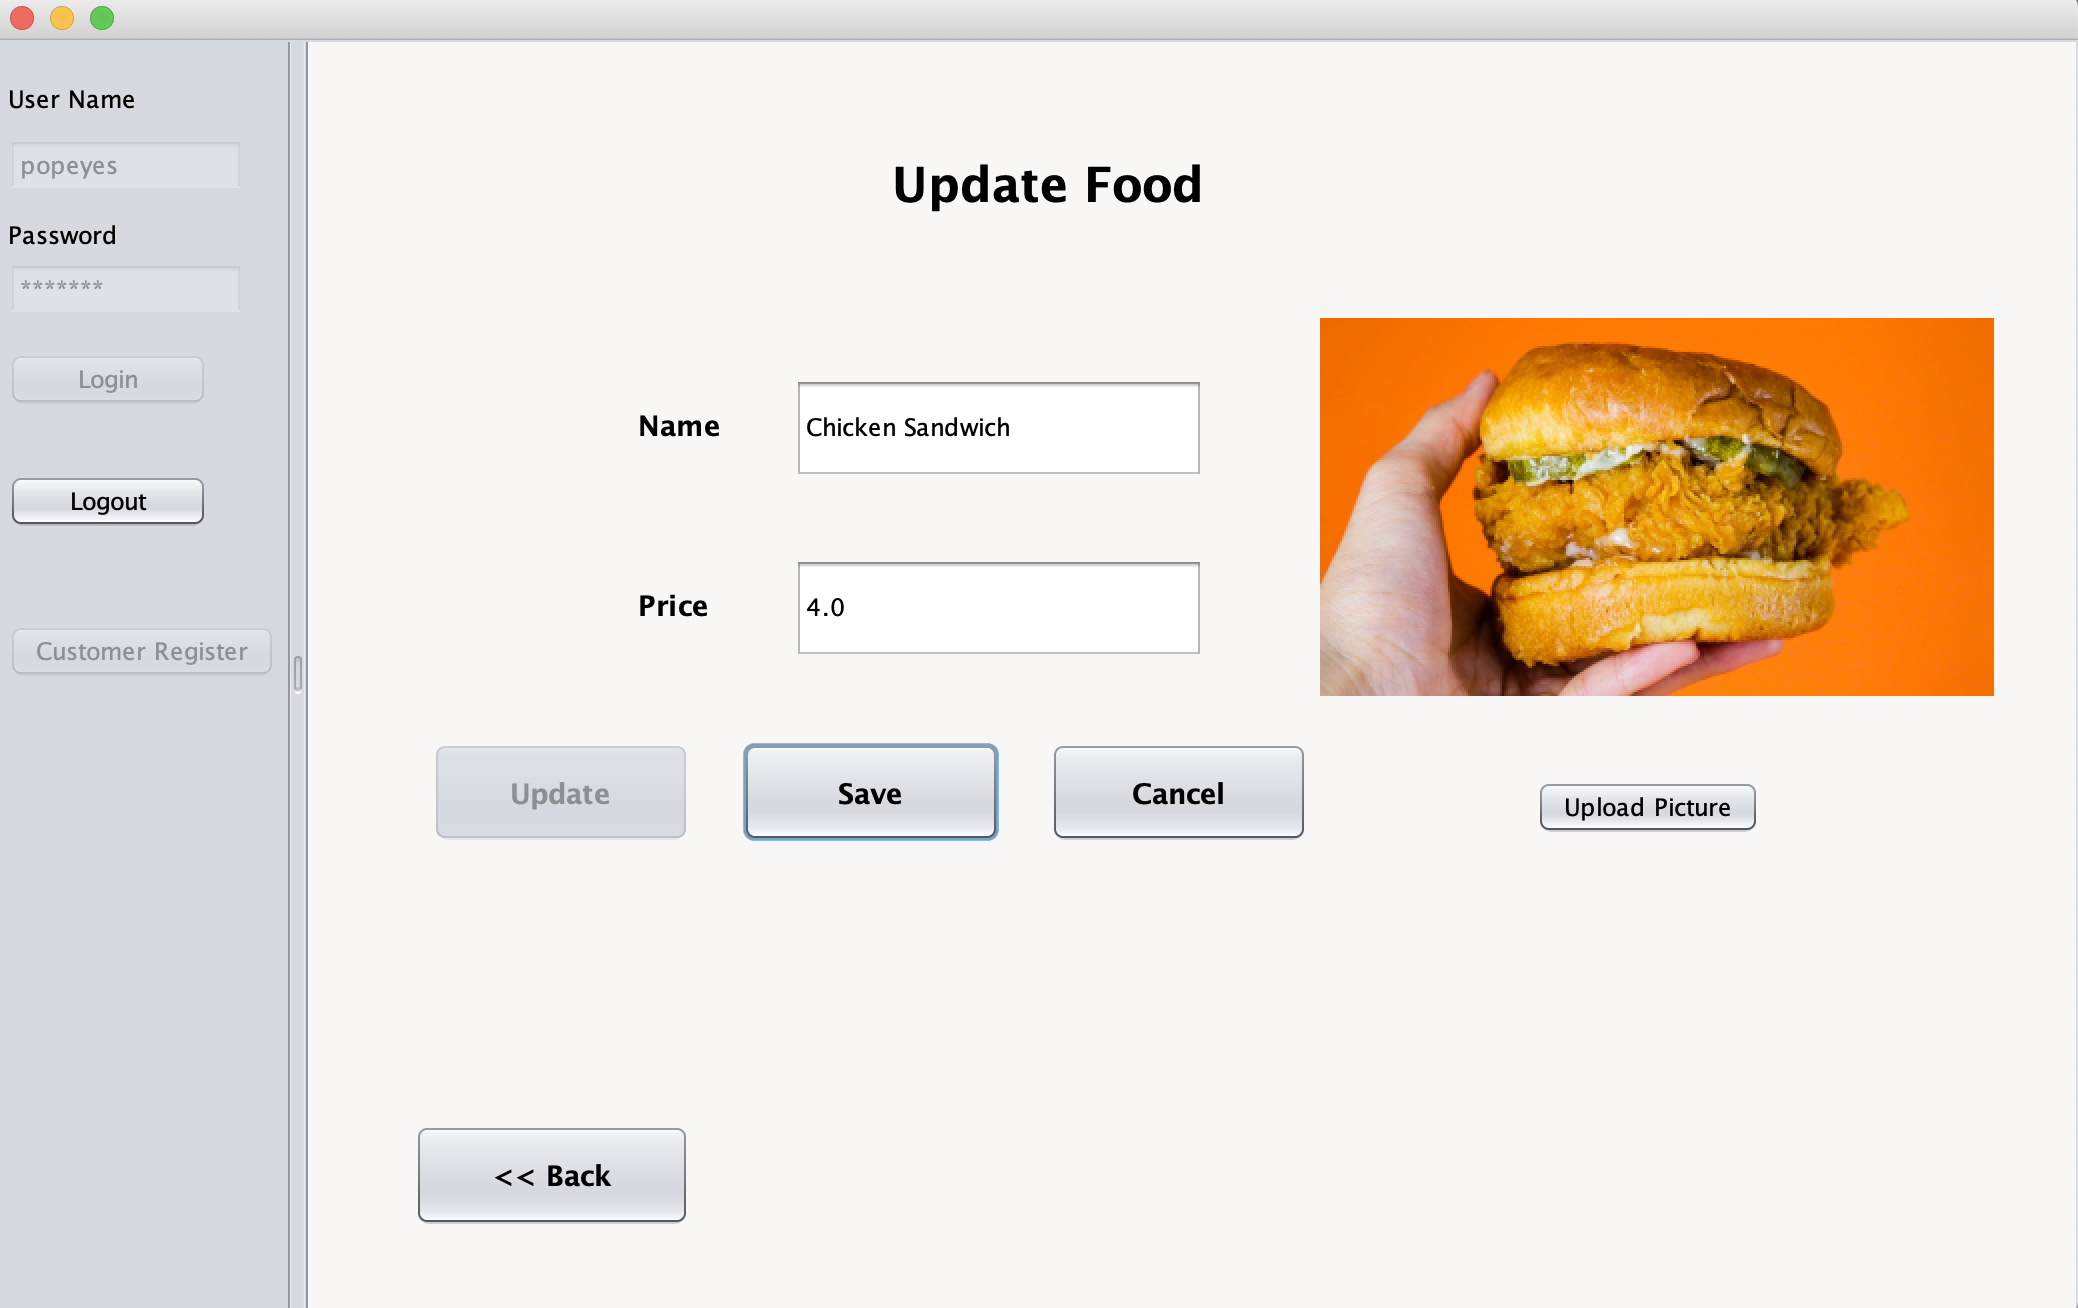 User Name
popeyes
Password
*******
Login
Logout
Customer Register
Update Food
Name
Chicken Sandwich
Price
4.0
Update
Save
Cancel
Upload Picture
<< Back